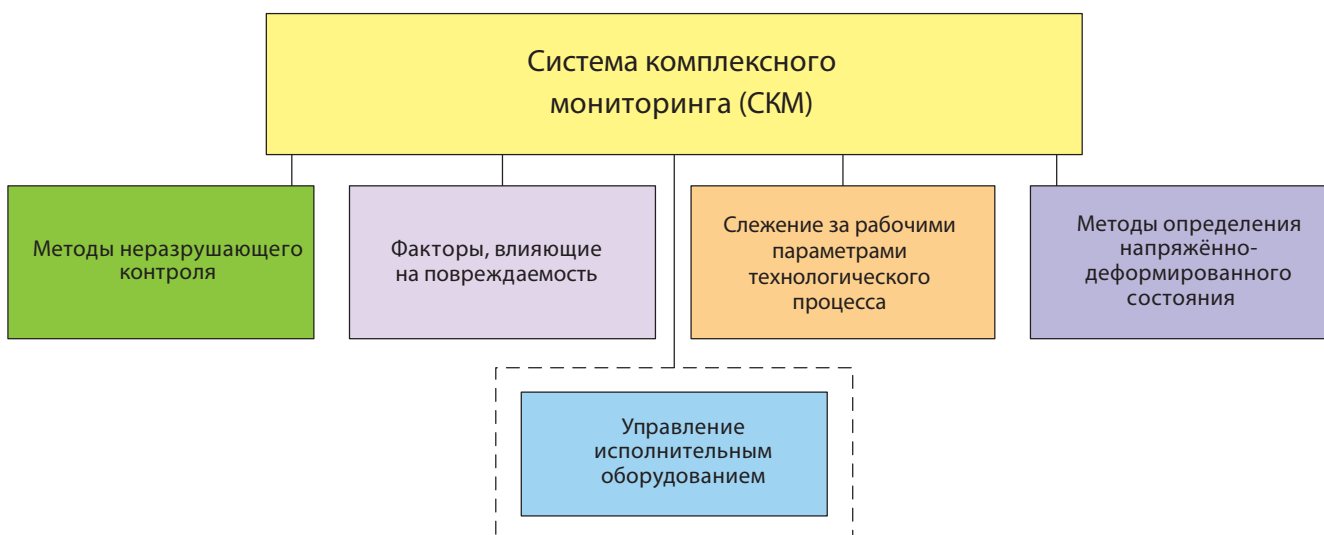 Система комплексного
мониторинга (СКМ)
Методы неразрушающего
контроля
Факторы, влияющие
на повреждаемость
Слежение за рабочими
параметрами
технологического
процесса
Методы определения
напряжённо-
деформированного
состояния
Управление
исполнительным
оборудованием